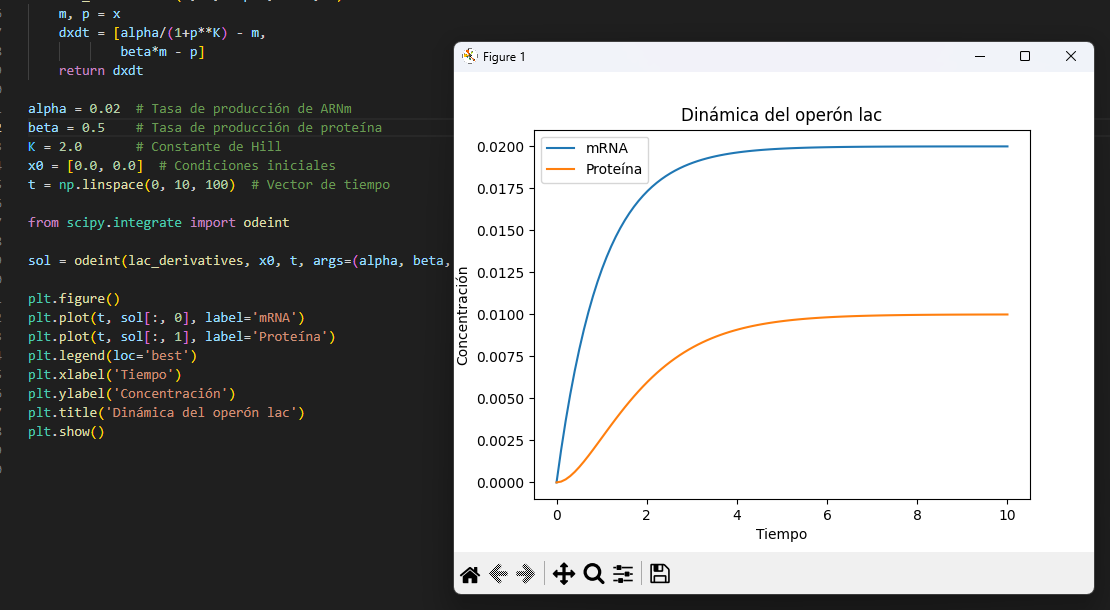 m, p = x
dxdt = [alpha/(1+p**K) - m,
beta*m - p]
return dxdt
alpha = 0.02  # Tasa de producción de ARNm
beta = 0.5    # Tasa de producción de proteína
K = 2.0       # Constante de Hill
x0 = [0.0, 0.0]  # Condiciones iniciales
t = np.linspace(0, 10, 100)  # Vector de tiempo
from scipy.integrate import odeint
sol = odeint(lac_derivatives, x0, t, args=(alpha, beta,
plt.figure()
plt.plot(t, sol[:, 0], label='mRNA')
plt.plot(t, sol[:, 1], label='Proteína')
plt.legend(loc='best')
plt.xlabel('Tiempo')
plt.ylabel('Concentración')
plt.title('Dinámica del operón lac')
plt.show()
Figure 1
Dinámica del operón lac
mRNA
Proteína
Concentración
0.0200
0.0175
0.0150
0.0125
0.0100
0.0075
0.0050
0.0025
0.0000
0 2 4 6 8 10
Tiempo